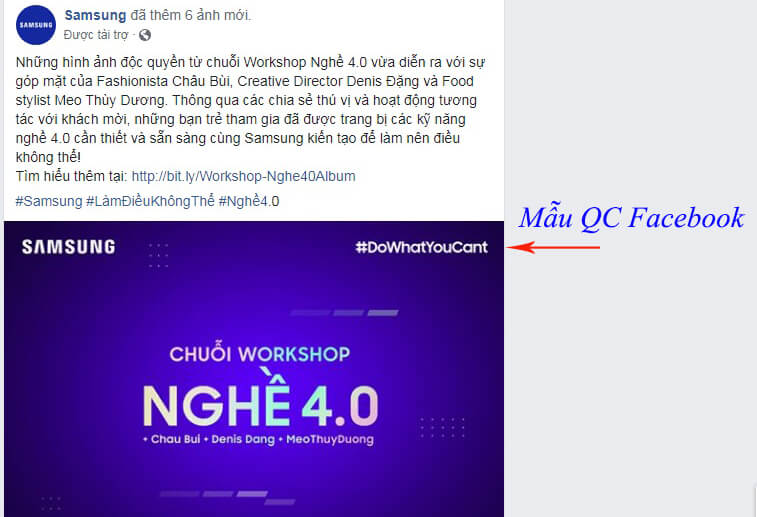 SAMSUNG
Samsung đã thêm 6 ảnh mới.
Được tài trợ ·
Những hình ảnh độc quyền từ chuỗi Workshop Nghề 4.0 vừa diễn ra với sự
góp mặt của Fashionista Châu Bùi, Creative Director Denis Đặng và Food
stylist Meo Thùy Dương. Thông qua các chia sẻ thú vị và hoạt động tương
tác với khách mời, những bạn trẻ tham gia đã được trang bị các kỹ năng
nghề 4.0 cần thiết và sẵn sàng cùng Samsung kiến tạo để làm nên điều
không thể!
Tìm hiểu thêm tại: http://bit.ly/Workshop-Nghe40Album
#Samsung #LàmĐiềuKhôngThể #Nghề4.0
Mẫu QC Facebook
SAMSUNG
#DoWhatYouCant
CHUỖI WORKSHOP
NGHỀ 4.0
+ Chau Bui + Denis Dang + MeoThuyDuong